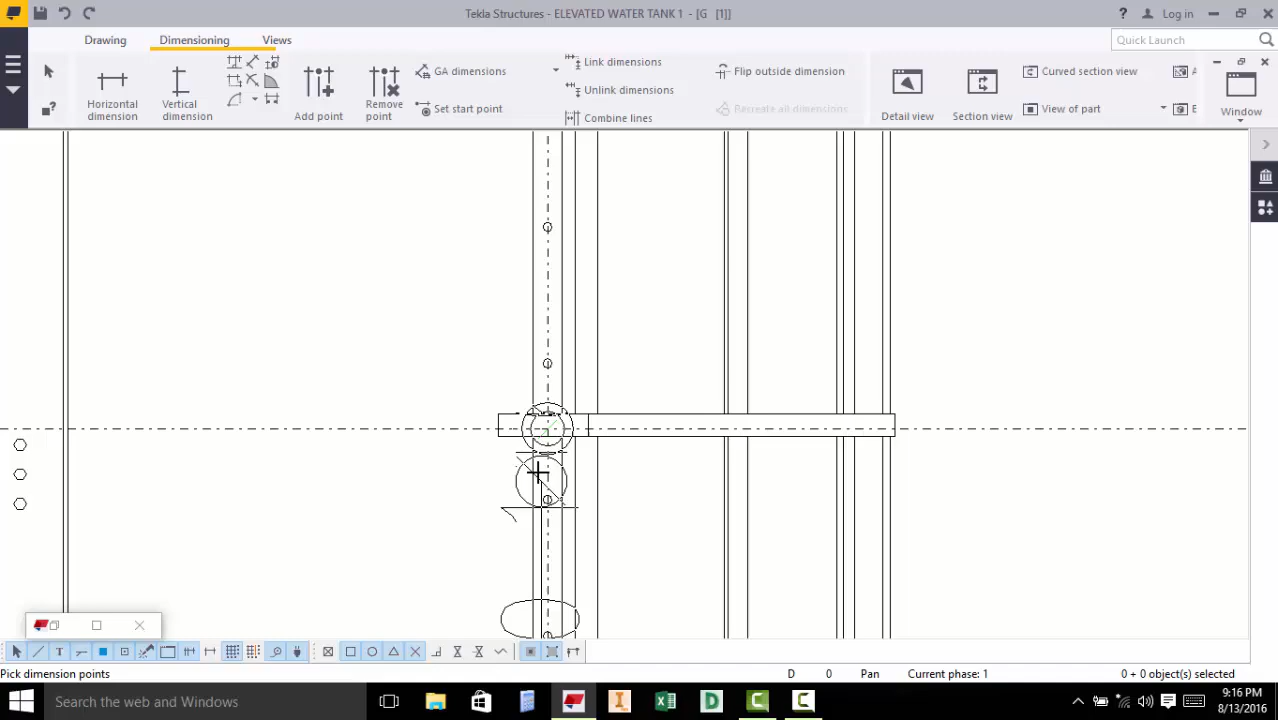 Tekla Structures - ELEVATED WATER TANK 1 - [G [1]]
? Log in
Drawing Dimensioning Views
Quick Launch
Horizontal dimension
Vertical dimension
Add point
Remove point
GA dimensions
Set start point
Link dimensions
Unlink dimensions
Combine lines
Flip outside dimension
Recreate all dimensions
Detail view
Section view
Curved section view
View of part
A
E
Window
Pick dimension points
D 0 Pan Current phase: 1 0 + 0 object(s) selected
Search the web and Windows
9:16 PM
8/13/2016